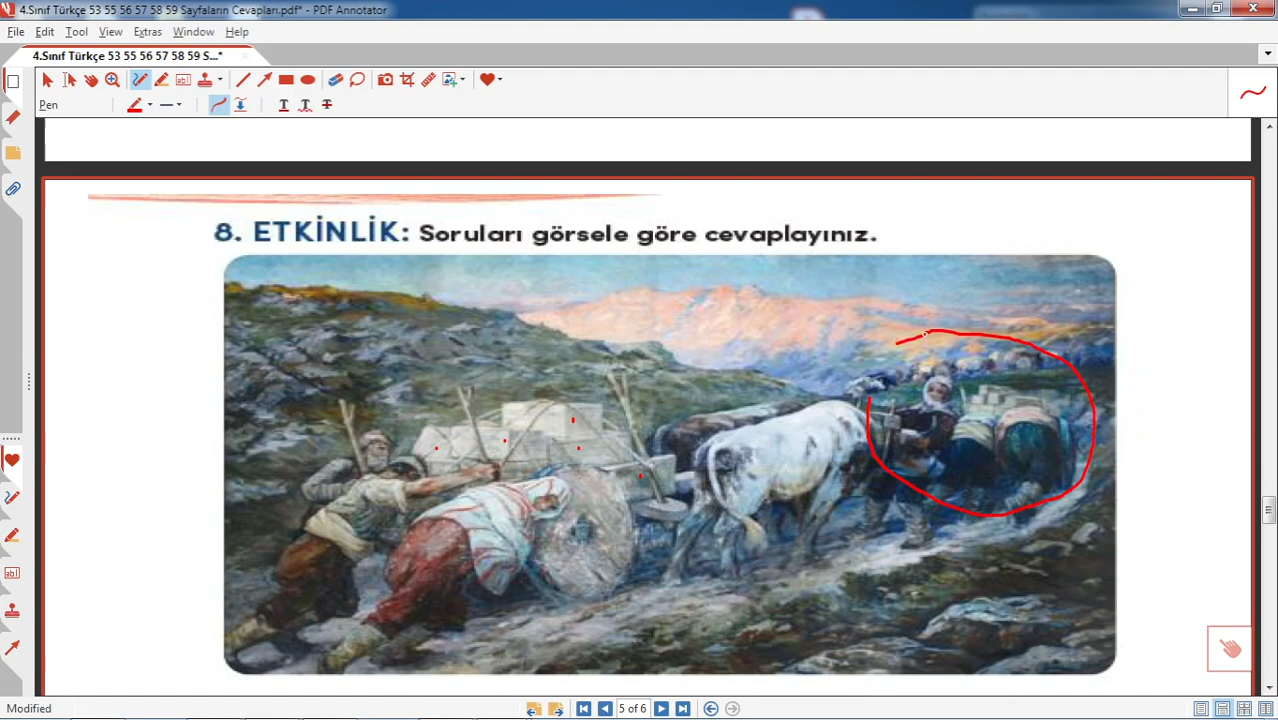 4.Sınıf Türkçe 53 55 56 57 58 59 Sayfaların Cevapları.pdf* - PDF Annotator
File Edit Tool View Extras Window Help
4.Sınıf Türkçe 53 55 56 57 58 59 S...*
Pen
8. ETKİNLİK: Soruları görsele göre cevaplayınız.
Modified
5 of 6